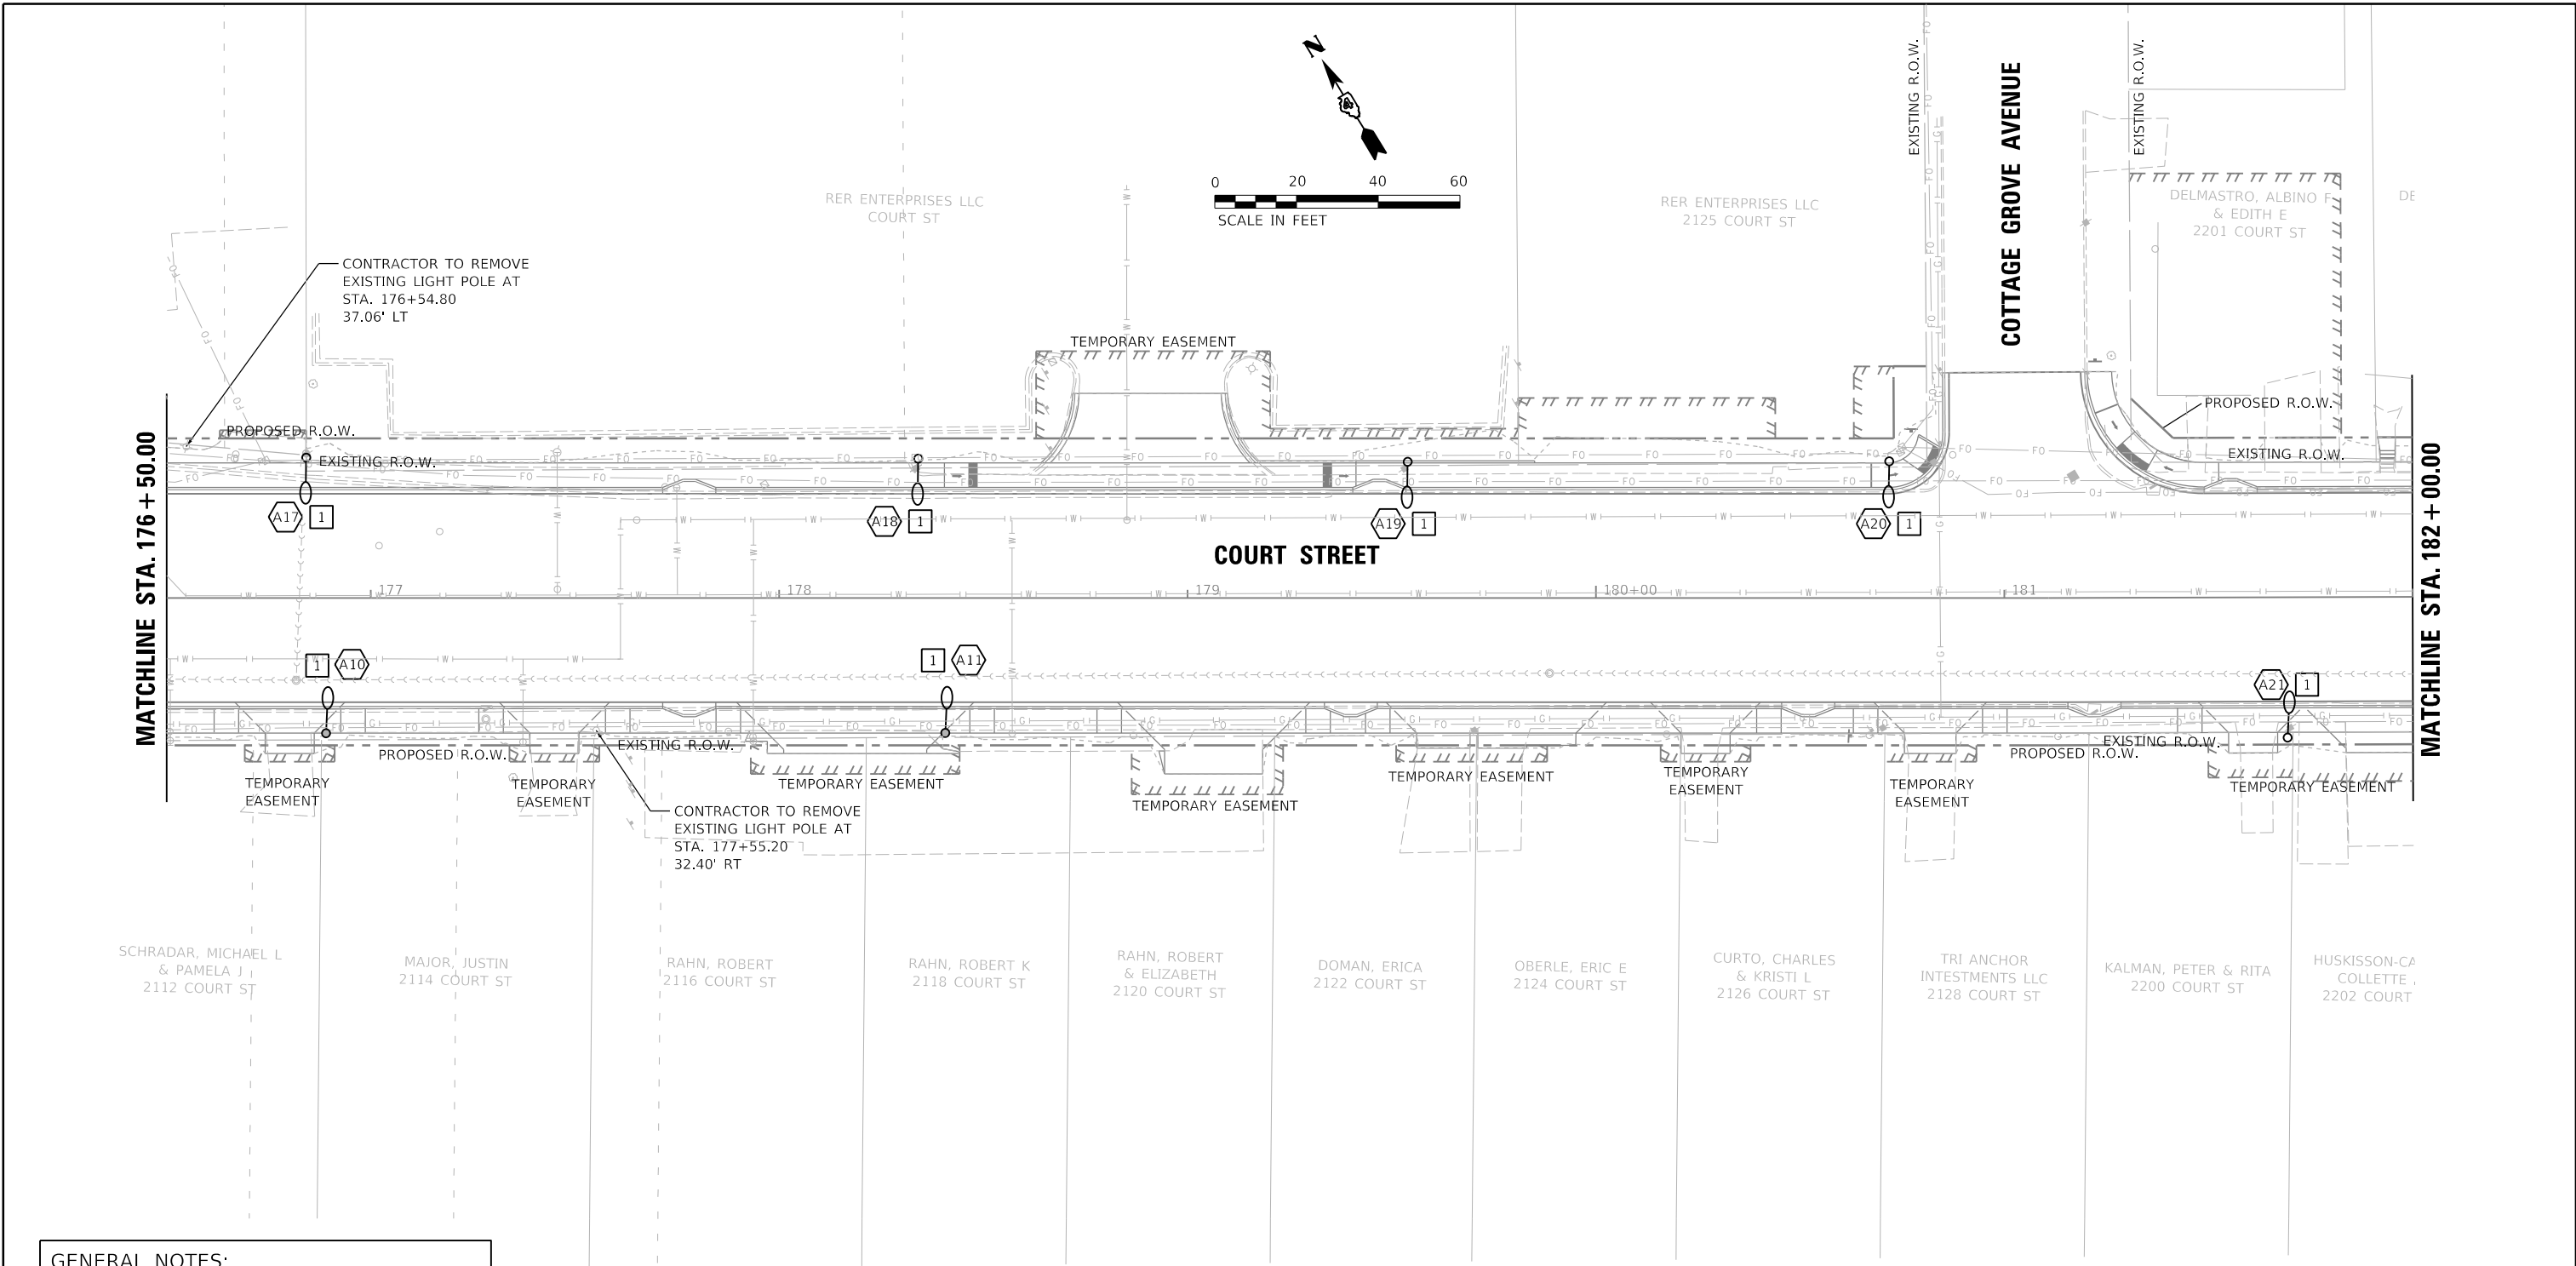 N
0 20 40 60
SCALE IN FEET
EXISTING R.O.W.
COTTAGE GROVE AVENUE
EXISTING R.O.W.
RER ENTERPRISES LLC
COURT ST
RER ENTERPRISES LLC
2125 COURT ST
DELMASTRO, ALBINO F
& EDITH E
2201 COURT ST
DE
CONTRACTOR TO REMOVE
EXISTING LIGHT POLE AT
STA. 176+54.80
37.06' LT
TEMPORARY EASEMENT
PROPOSED R.O.W.
PROPOSED R.O.W.
EXISTING R.O.W.
EXISTING R.O.W.
MATCHLINE STA. 176+50.00
MATCHLINE STA. 182+00.00
A17 1
A18 1
A19 1
A20 1
COURT STREET
177 178 179 180+00 181
1 A10
1 A11
A21 1
PROPOSED R.O.W.
EXISTING R.O.W.
EXISTING R.O.W.
PROPOSED R.O.W.
TEMPORARY
EASEMENT
TEMPORARY
EASEMENT
TEMPORARY EASEMENT
TEMPORARY EASEMENT
TEMPORARY EASEMENT
TEMPORARY
EASEMENT
TEMPORARY
EASEMENT
TEMPORARY EASEMENT
CONTRACTOR TO REMOVE
EXISTING LIGHT POLE AT
STA. 177+55.20
32.40' RT
SCHRADAR, MICHAEL L
& PAMELA J
2112 COURT ST
MAJOR, JUSTIN
2114 COURT ST
RAHN, ROBERT
2116 COURT ST
RAHN, ROBERT K
2118 COURT ST
RAHN, ROBERT
& ELIZABETH
2120 COURT ST
DOMAN, ERICA
2122 COURT ST
OBERLE, ERIC E
2124 COURT ST
CURTO, CHARLES
& KRISTI L
2126 COURT ST
TRI ANCHOR
INTESTMENTS LLC
2128 COURT ST
KALMAN, PETER & RITA
2200 COURT ST
HUSKISSON-CA
COLLETTE
2202 COURT
GENERAL NOTES: